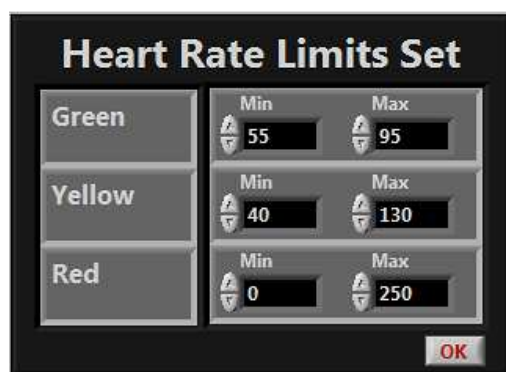 Heart Rate Limits Set
Green
Min Max
55 95
Yellow
Min Max
40 130
Red
Min Max
0 250
OK